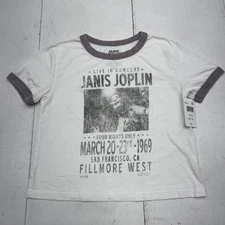 LIVE IN CONCERT
JANIS JOPLIN
FOUR NIGHTS ONLY
MARCH 20-23rd-1969
SAN FRANCISCO, CA
FILLMORE WEST